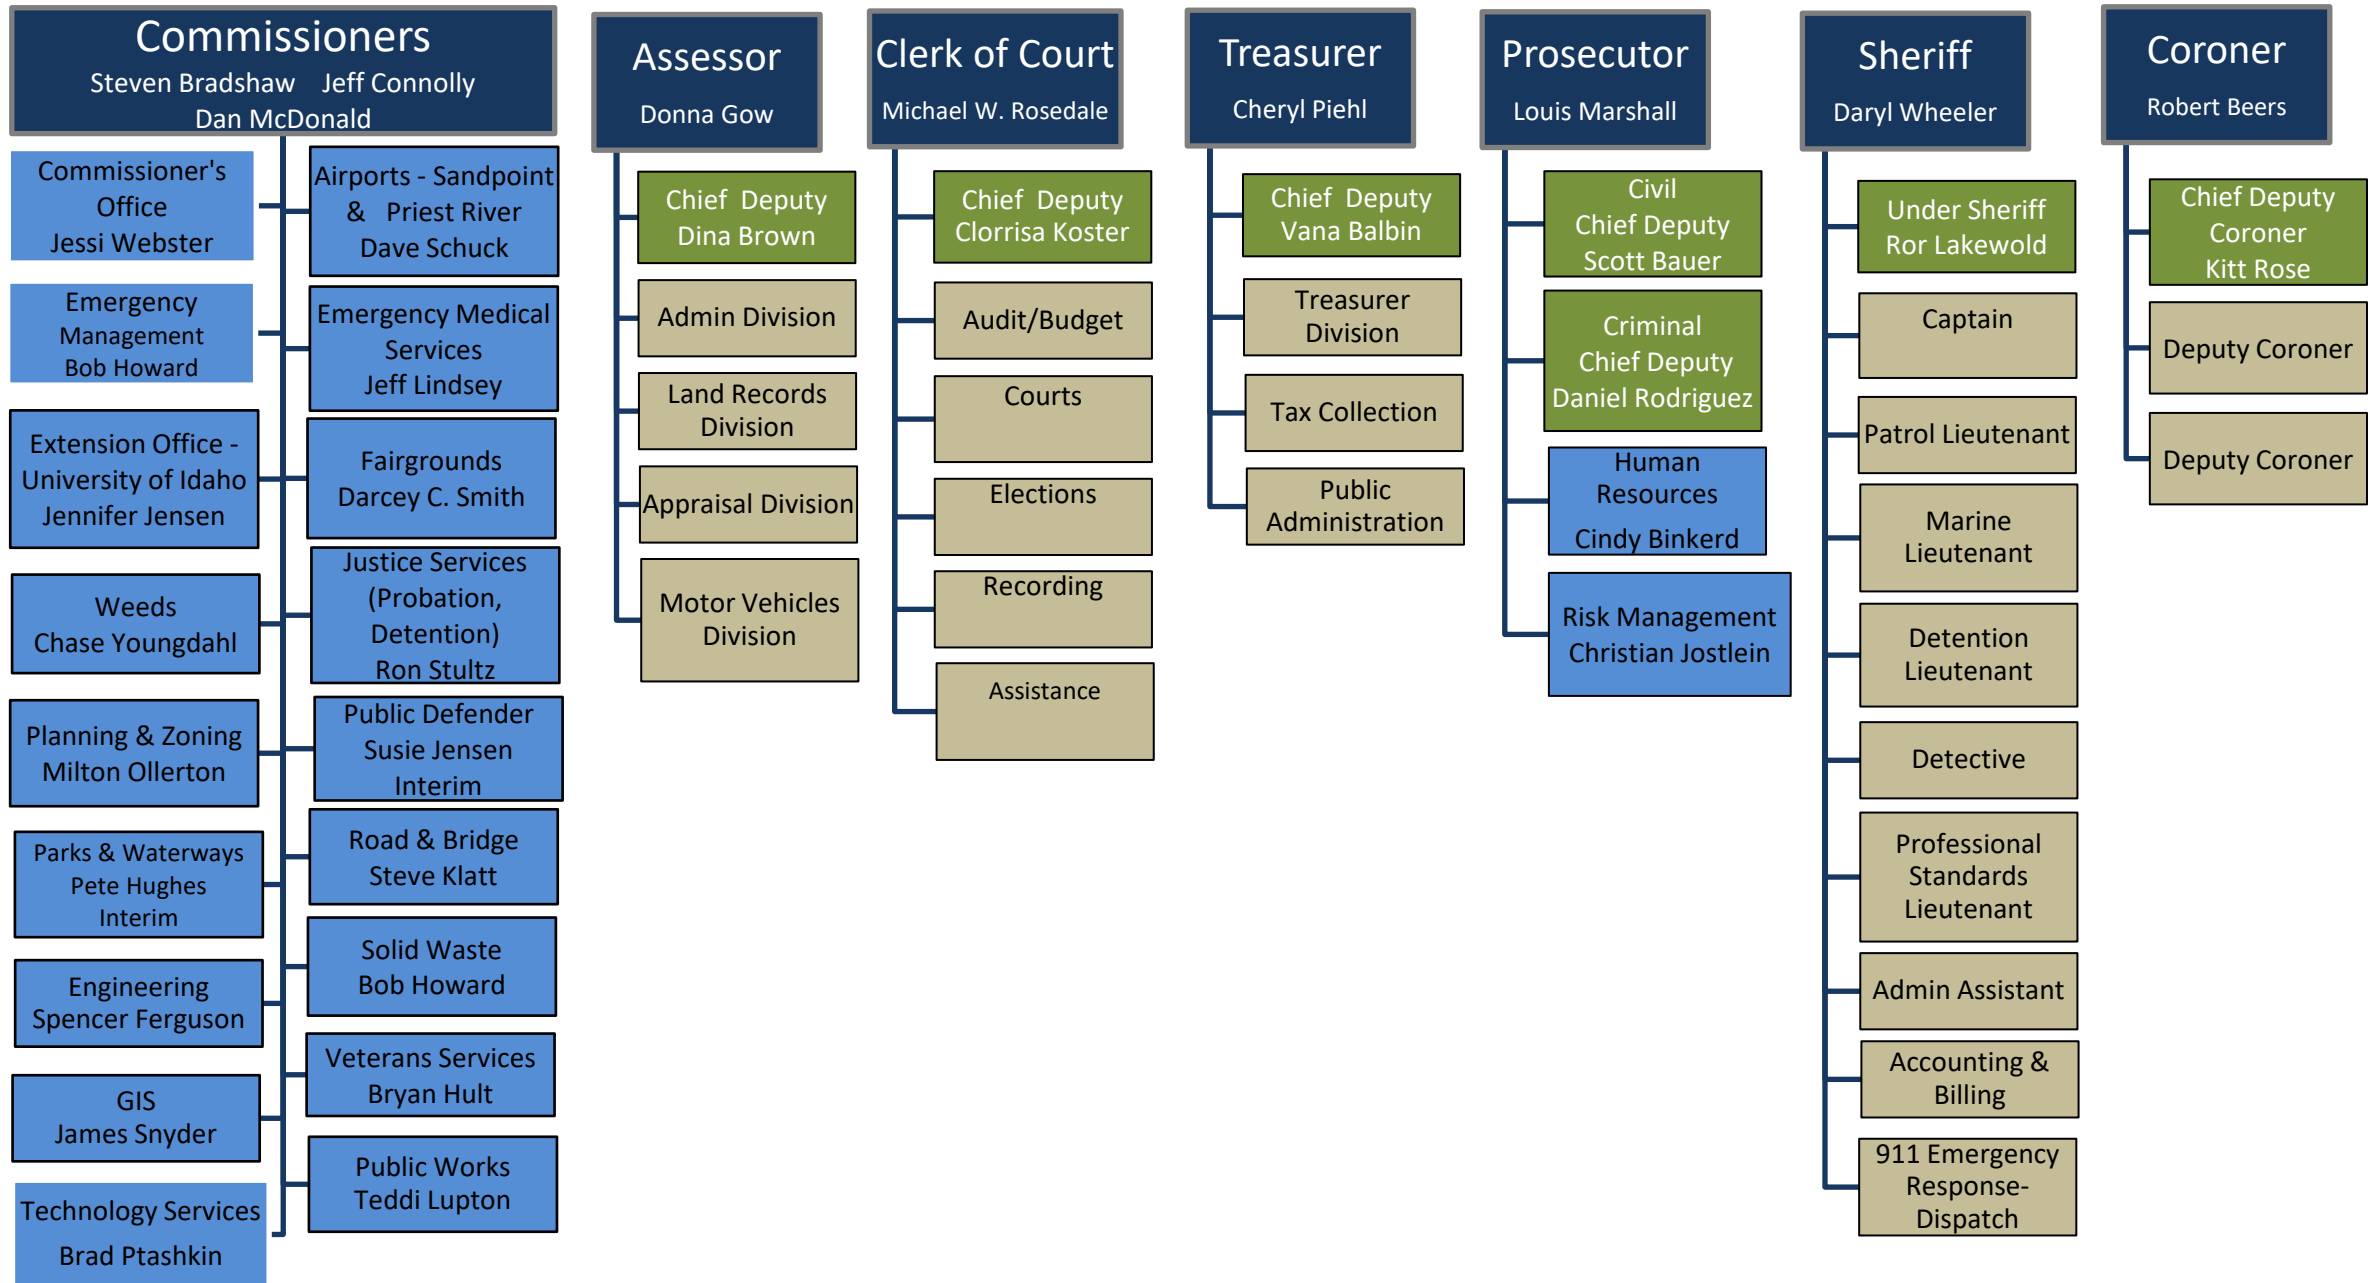 Commissioners
Steven Bradshaw Jeff Connolly
Dan McDonald
Commissioner's
Office
Jessi Webster
Emergency
Management
Bob Howard
Extension Office -
University of Idaho
Jennifer Jensen
Weeds
Chase Youngdahl
Planning & Zoning
Milton Ollerton
Parks & Waterways
Pete Hughes
Interim
Engineering
Spencer Ferguson
GIS
James Snyder
Technology Services
Brad Ptashkin
Airports - Sandpoint
& Priest River
Dave Schuck
Emergency Medical
Services
Jeff Lindsey
Fairgrounds
Darcey C. Smith
Justice Services
(Probation,
Detention)
Ron Stultz
Public Defender
Susie Jensen
Interim
Road & Bridge
Steve Klatt
Solid Waste
Bob Howard
Veterans Services
Bryan Hult
Public Works
Teddi Lupton
Assessor
Donna Gow
Chief Deputy
Dina Brown
Admin Division
Land Records
Division
Appraisal Division
Motor Vehicles
Division
Clerk of Court
Michael W. Rosedale
Chief Deputy
Clorrisa Koster
Audit/Budget
Courts
Elections
Recording
Assistance
Treasurer
Cheryl Piehl
Chief Deputy
Vana Balbin
Treasurer
Division
Tax Collection
Public
Administration
Prosecutor
Louis Marshall
Civil
Chief Deputy
Scott Bauer
Criminal
Chief Deputy
Daniel Rodriguez
Human
Resources
Cindy Binkerd
Risk Management
Christian Jostlein
Sheriff
Daryl Wheeler
Under Sheriff
Ror Lakewold
Captain
Patrol Lieutenant
Marine
Lieutenant
Detention
Lieutenant
Detective
Professional
Standards
Lieutenant
Admin Assistant
Accounting &
Billing
911 Emergency
Response-
Dispatch
Coroner
Robert Beers
Chief Deputy
Coroner
Kitt Rose
Deputy Coroner
Deputy Coroner